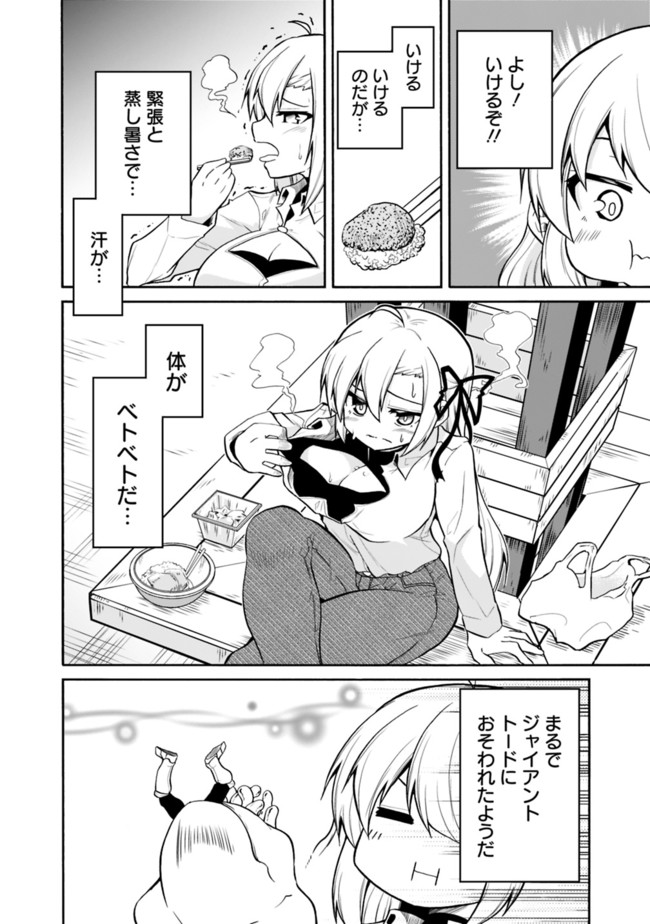 よし！
いけるぞ!!
いける
いける
のだが…
緊張と
蒸し暑さで…
汗が…
体が
ベトベトだ…
まるで
ジャイアント
トードに
おそわれたようだ